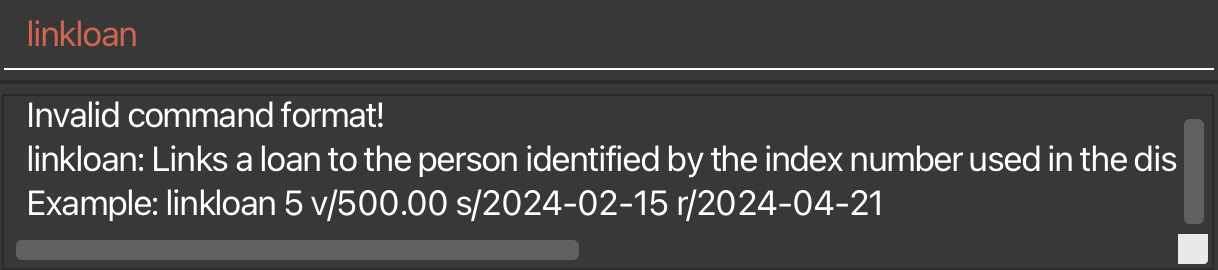 linkloan
Invalid command format!
linkloan: Links a loan to the person identified by the index number used in the dis
Example: linkloan 5 v/500.00 s/2024-02-15 r/2024-04-21